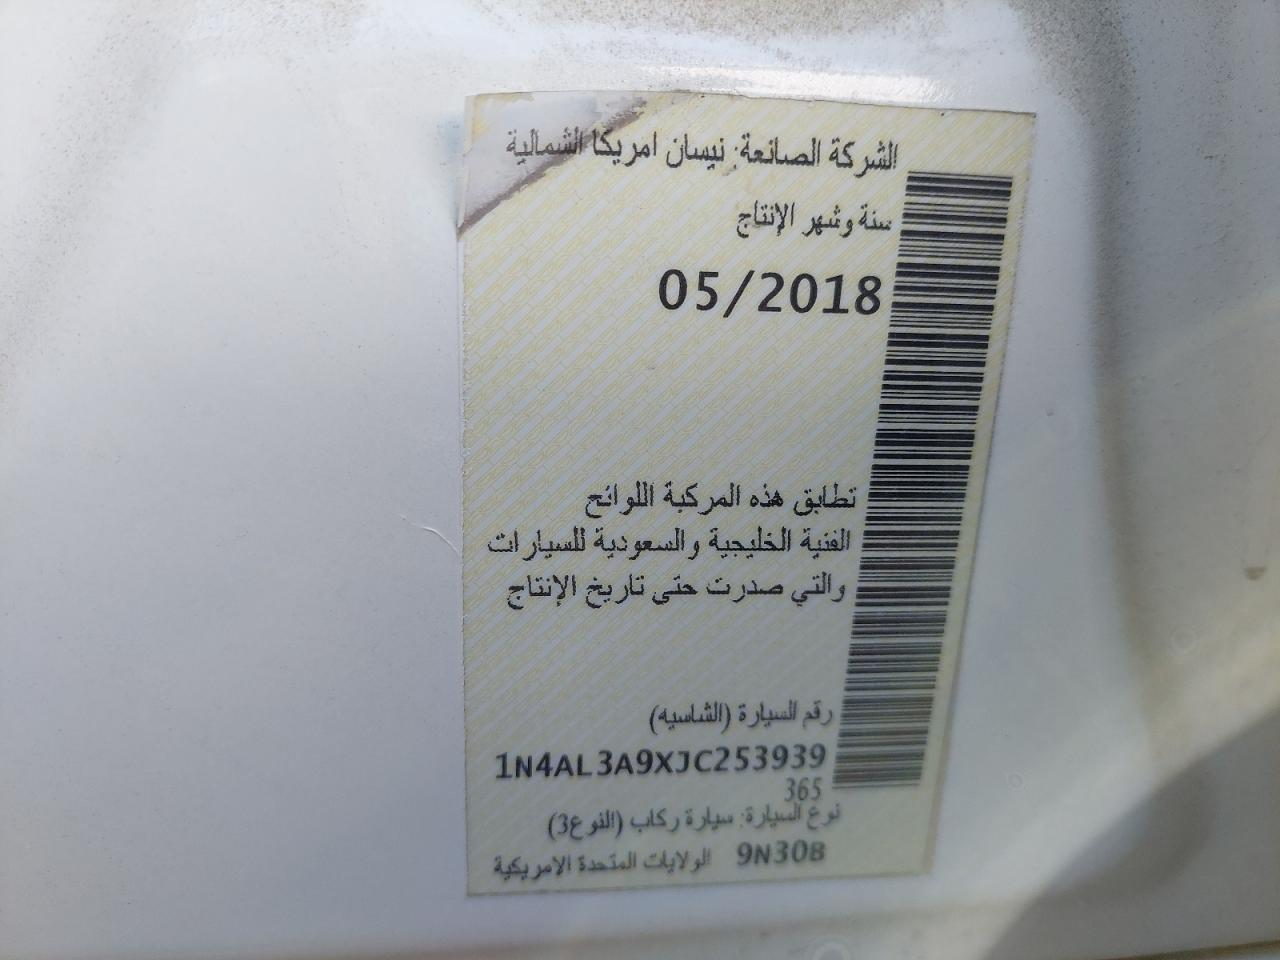 الشركة الصانعة: نيسان امريكا الشمالية
سنة وشهر الإنتاج
05/2018
تطابق هذه المركبة اللوائح
الفنية الخليجية والسعودية للسيارات
والتي صدرت حتى تاريخ الإنتاج
رقم السيارة (الشاسيه)
1N4AL3A9XJC253939
365
نوع السيارة: سيارة ركاب (النوع3)
9N30B الولايات المتحدة الامريكية